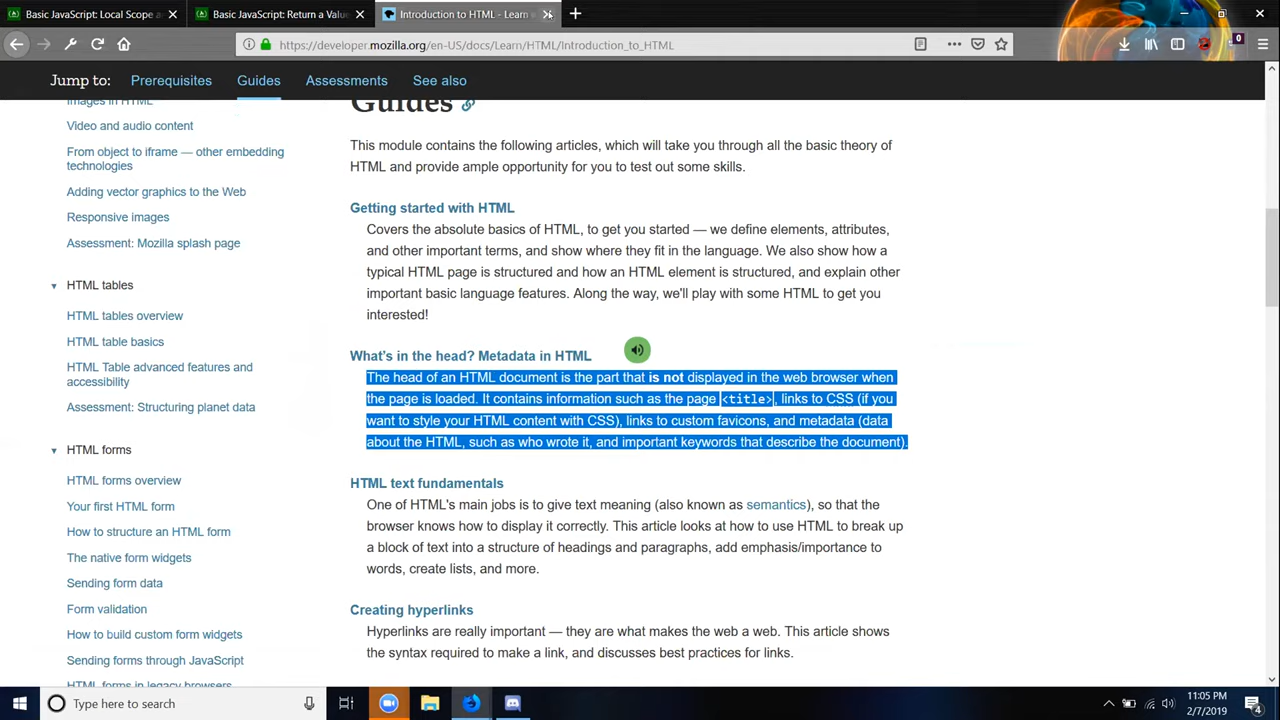 Basic JavaScript: Local Scope a
Basic JavaScript: Return a Value
Introduction to HTML - Learn
https://developer.mozilla.org/en-US/docs/Learn/HTML/Introduction_to_HTML
0
Jump to:
Prerequisites
Guides
Assessments
See also
Images in HTML
Video and audio content
From object to iframe — other embedding
technologies
Adding vector graphics to the Web
Responsive images
Assessment: Mozilla splash page
HTML tables
HTML tables overview
HTML table basics
HTML Table advanced features and
accessibility
Assessment: Structuring planet data
HTML forms
HTML forms overview
Your first HTML form
How to structure an HTML form
The native form widgets
Sending form data
Form validation
How to build custom form widgets
Sending forms through JavaScript
HTML forms in legacy browsers
Guides
This module contains the following articles, which will take you through all the basic theory of
HTML and provide ample opportunity for you to test out some skills.
Getting started with HTML
Covers the absolute basics of HTML, to get you started — we define elements, attributes,
and other important terms, and show where they fit in the language. We also show how a
typical HTML page is structured and how an HTML element is structured, and explain other
important basic language features. Along the way, we'll play with some HTML to get you
interested!
What's in the head? Metadata in HTML
The head of an HTML document is the part that is not displayed in the web browser when
the page is loaded. It contains information such as the page <title>, links to CSS (if you
want to style your HTML content with CSS), links to custom favicons, and metadata (data
about the HTML, such as who wrote it, and important keywords that describe the document).
HTML text fundamentals
One of HTML's main jobs is to give text meaning (also known as semantics), so that the
browser knows how to display it correctly. This article looks at how to use HTML to break up
a block of text into a structure of headings and paragraphs, add emphasis/importance to
words, create lists, and more.
Creating hyperlinks
Hyperlinks are really important — they are what makes the web a web. This article shows
the syntax required to make a link, and discusses best practices for links.
Type here to search
11:05 PM
2/7/2019
4